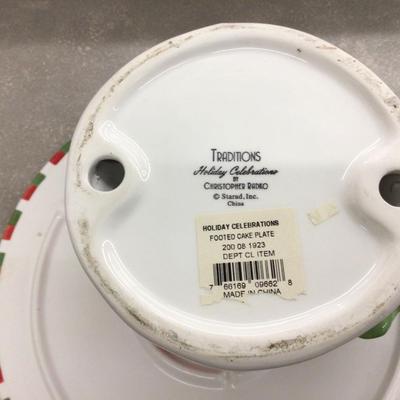 TRADITIONS
Holiday Celebrations
BY
CHRISTOPHER RADKO
© Starad, Inc.
China
HOLIDAY CELEBRATIONS
FOOTED CAKE PLATE
200 08 1923
DEPT CL ITEM
7 66169 09662 8
MADE IN CHINA